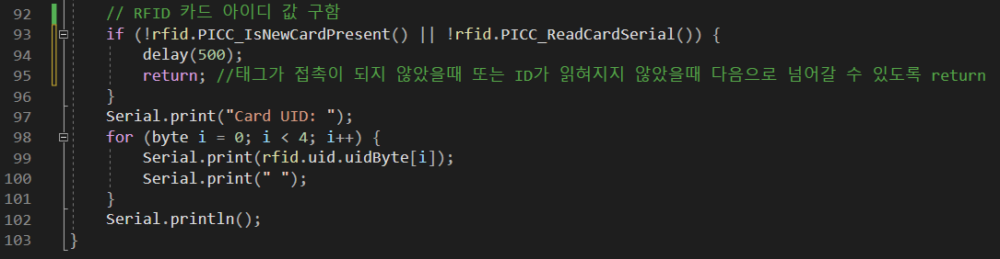 92 // RFID 카드 아이디 값 구함
93 if (!rfid.PICC_IsNewCardPresent() || !rfid.PICC_ReadCardSerial()) {
94 delay(500);
95 return; //태그가 접촉이 되지 않았을때 또는 ID가 읽혀지지 않았을때 다음으로 넘어갈 수 있도록 return
96 }
97 Serial.print("Card UID: ");
98 for (byte i = 0; i < 4; i++) {
99 Serial.print(rfid.uid.uidByte[i]);
100 Serial.print(" ");
101 }
102 Serial.println();
103 }